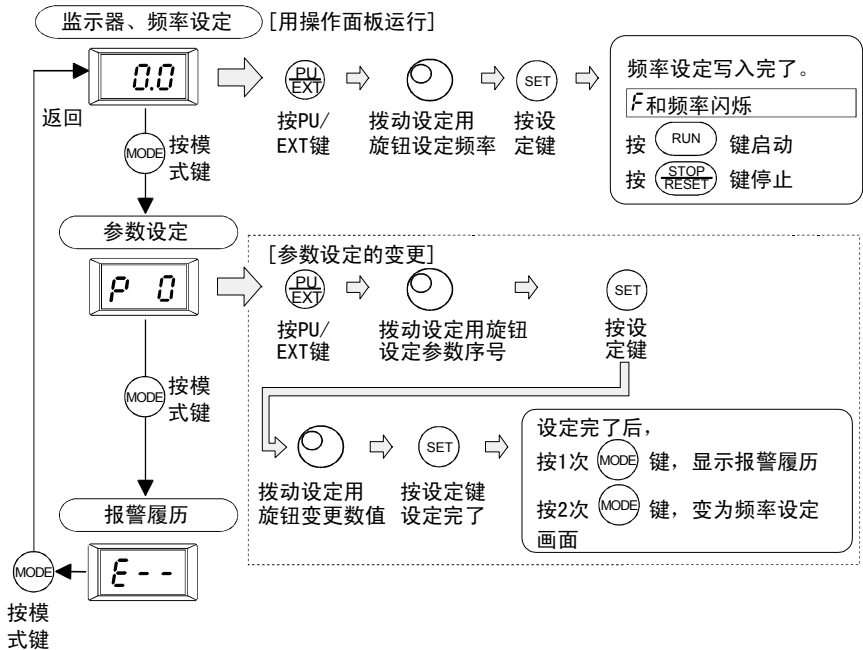 监示器、频率设定
[用操作面板运行]
0.0
返回
MODE
按模
式键
PU
EXT
按PU/
EXT键
拨动设定用
旋钮设定频率
SET
按设
定键
频率设定写入完了。
F和频率闪烁
按 RUN 键启动
按 STOP RESET 键停止
参数设定
P 0
[参数设定的变更]
PU
EXT
按PU/
EXT键
拨动设定用旋钮
设定参数序号
SET
按设
定键
MODE
按模
式键
拨动设定用
旋钮变更数值
SET
按设定键
设定完了
设定完了后,
按1次 MODE 键, 显示报警履历
按2次 MODE 键, 变为频率设定
画面
报警履历
E--
MODE
按模
式键